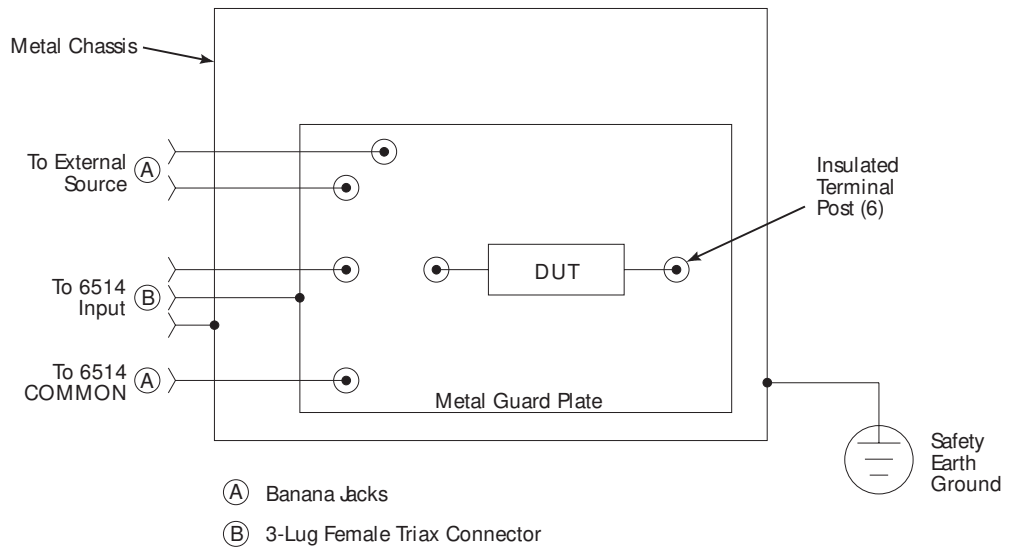 Metal Chassis
To External
Source
A
Insulated
Terminal
Post (6)
DUT
To 6514
Input
B
To 6514
COMMON
A
Metal Guard Plate
Safety
Earth
Ground
A Banana Jacks
B 3-Lug Female Triax Connector